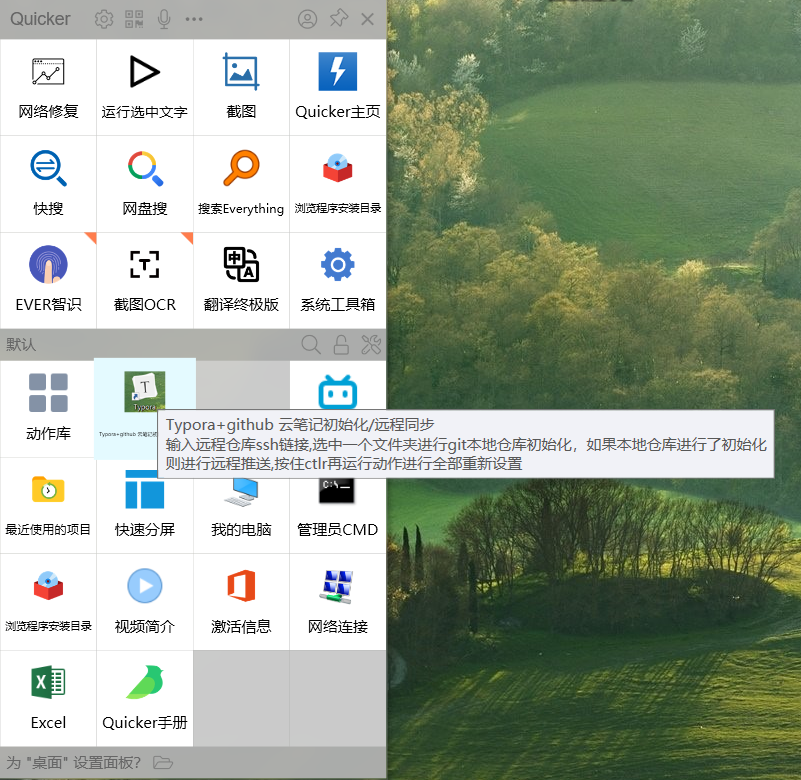 Quicker
网络修复
运行选中文字
截图
Quicker主页
快搜
网盘搜
搜索Everything
浏览程序安装目录
EVER智识
截图OCR
翻译终极版
系统工具箱
默认
动作库
T
Typora
Typora+github 云笔记初
Typora+github 云笔记初始化/远程同步
输入远程仓库ssh链接,选中一个文件夹进行git本地仓库初始化，如果本地仓库进行了初始化
则进行远程推送,按住ctlr再运行动作进行全部重新设置
C:\_
最近使用的项目
快速分屏
我的电脑
管理员CMD
浏览程序安装目录
视频简介
激活信息
网络连接
X
Excel
Quicker手册
为 "桌面" 设置面板?